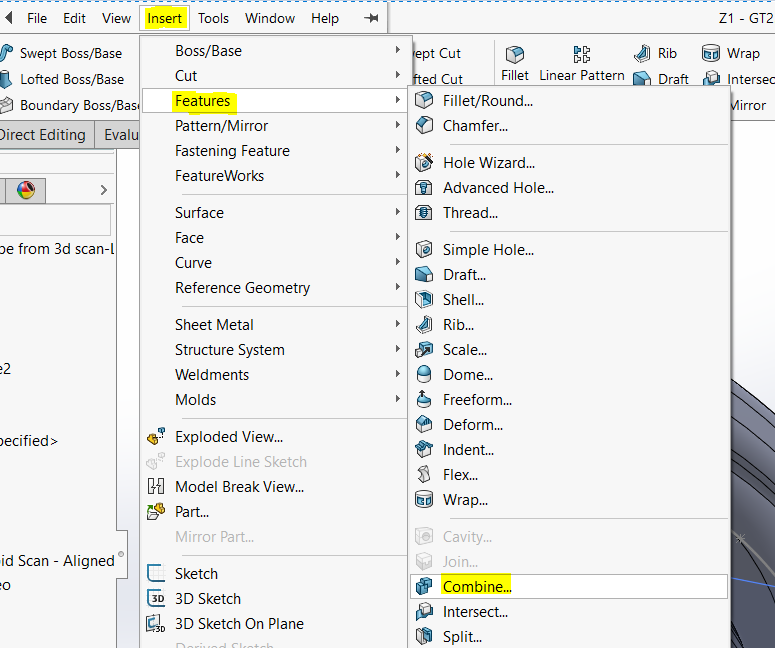 File Edit View Insert Tools Window Help
Z1 - GT2
Swept Boss/Base
Lofted Boss/Base
Boundary Boss/Base
ept Cut
fted Cut
Fillet
Linear Pattern
Rib
Draft
Wrap
Intersec
Mirror
Direct Editing
Evalu
pe from 3d scan-L
e2
pecified>
id Scan - Aligned
eo
Boss/Base
Cut
Features
Pattern/Mirror
Fastening Feature
FeatureWorks
Surface
Face
Curve
Reference Geometry
Sheet Metal
Structure System
Weldments
Molds
Exploded View...
Explode Line Sketch
Model Break View...
Part...
Mirror Part...
Sketch
3D Sketch
3D
3D Sketch On Plane
3D
Derived Sketch
Fillet/Round...
Chamfer...
Hole Wizard...
Advanced Hole...
Thread...
Simple Hole...
Draft...
Shell...
Rib...
Scale...
Dome...
Freeform...
Deform...
Indent...
Flex...
Wrap...
Cavity...
Join...
Combine...
Intersect...
Split...